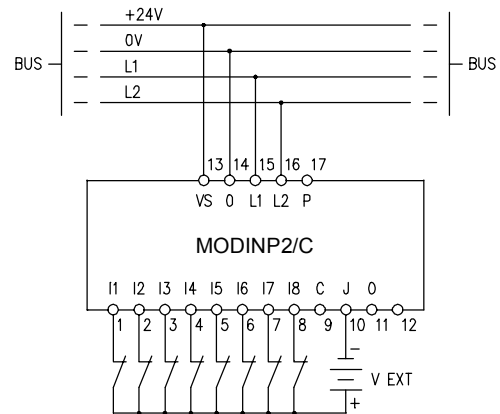 +24V
0V
BUS L1 BUS
L2
13 14 15 16 17
VS 0 L1 L2 P
MODINP2/C
I1 I2 I3 I4 I5 I6 I7 I8 C J 0
1 2 3 4 5 6 7 8 9 10 11 12
−
V EXT
+